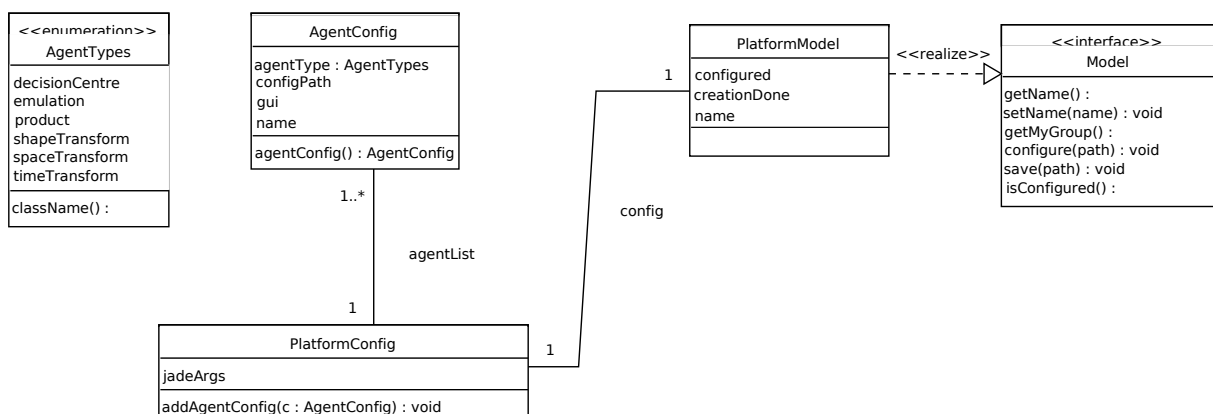 <<enumeration>>
AgentTypes
decisionCentre
emulation
product
shapeTransform
spaceTransform
timeTransform
className() :
AgentConfig
agentType : AgentTypes
configPath
gui
name
agentConfig() : AgentConfig
1..*
agentList
1
PlatformConfig
jadeArgs
addAgentConfig(c : AgentConfig) : void
1
config
1
PlatformModel
configured
creationDone
name
<<realize>>
<<interface>>
Model
getName() :
setName(name) : void
getMyGroup() :
configure(path) : void
save(path) : void
isConfigured() :